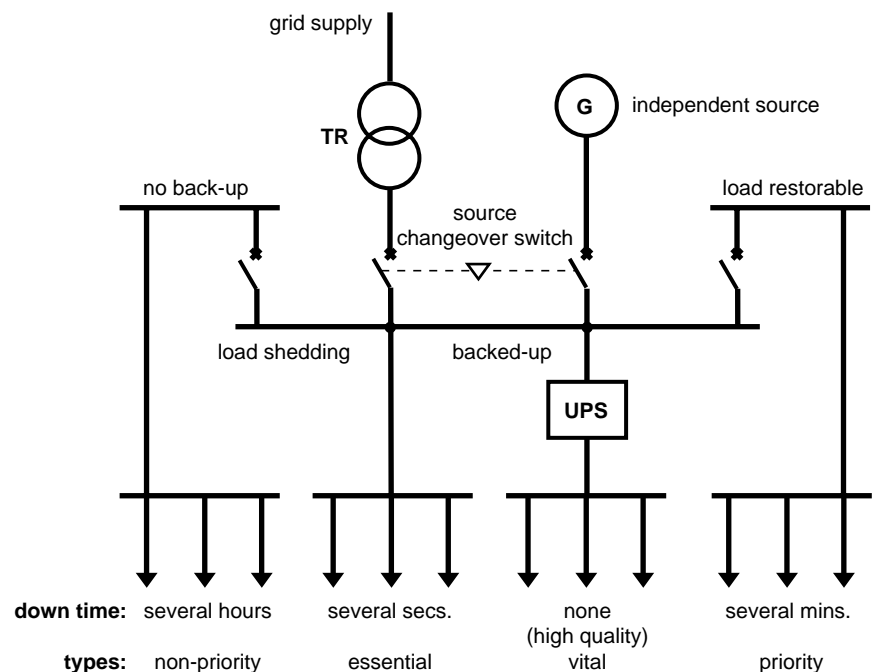 grid supply
G
independent source
TR
no back-up
load restorable
source
changeover switch
load shedding
backed-up
UPS
down time: several hours several secs. none several mins.
(high quality)
types: non-priority essential vital priority